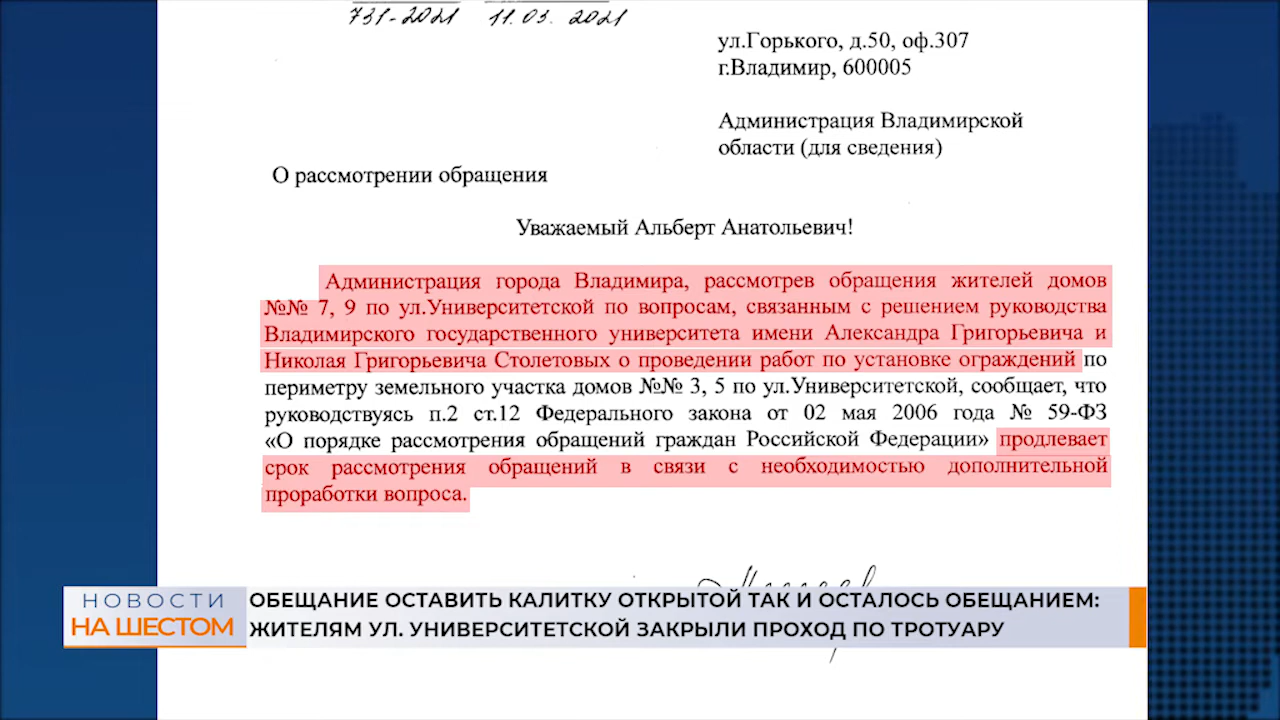 731-2021 11.03.2021
ул.Горького, д.50, оф.307
г.Владимир, 600005
Администрация Владимирской
области (для сведения)
О рассмотрении обращения
Уважаемый Альберт Анатольевич!
Администрация города Владимира, рассмотрев обращения жителей домов
№№ 7, 9 по ул.Университетской по вопросам, связанным с решением руководства
Владимирского государственного университета имени Александра Григорьевича и
Николая Григорьевича Столетовых о проведении работ по установке ограждений по
периметру земельного участка домов №№ 3, 5 по ул.Университетской, сообщает, что
руководствуясь п.2 ст.12 Федерального закона от 02 мая 2006 года № 59-ФЗ
«О порядке рассмотрения обращений граждан Российской Федерации» продлевает
срок рассмотрения обращений в связи с необходимостью дополнительной
проработки вопроса.
НОВОСТИ
НА ШЕСТОМ
ОБЕЩАНИЕ ОСТАВИТЬ КАЛИТКУ ОТКРЫТОЙ ТАК И ОСТАЛОСЬ ОБЕЩАНИЕМ:
ЖИТЕЛЯМ УЛ. УНИВЕРСИТЕТСКОЙ ЗАКРЫЛИ ПРОХОД ПО ТРОТУАРУ